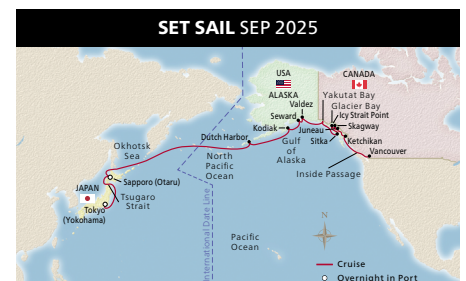 SET SAIL SEP 2025
USA
CANADA
ALASKA
Yakutat Bay
Glacier Bay
Valdez
Icy Strait Point
Seward
Skagway
Kodiak
Juneau
Sitka
Ketchikan
Dutch Harbor
Gulf
of
Alaska
Vancouver
Okhotsk
Sea
North
Pacific
Ocean
Inside Passage
Sapporo (Otaru)
JAPAN
Tsugaro
Strait
Tokyo
(Yokohama)
International Date Line
Pacific
Ocean
N
Cruise
Overnight in Port